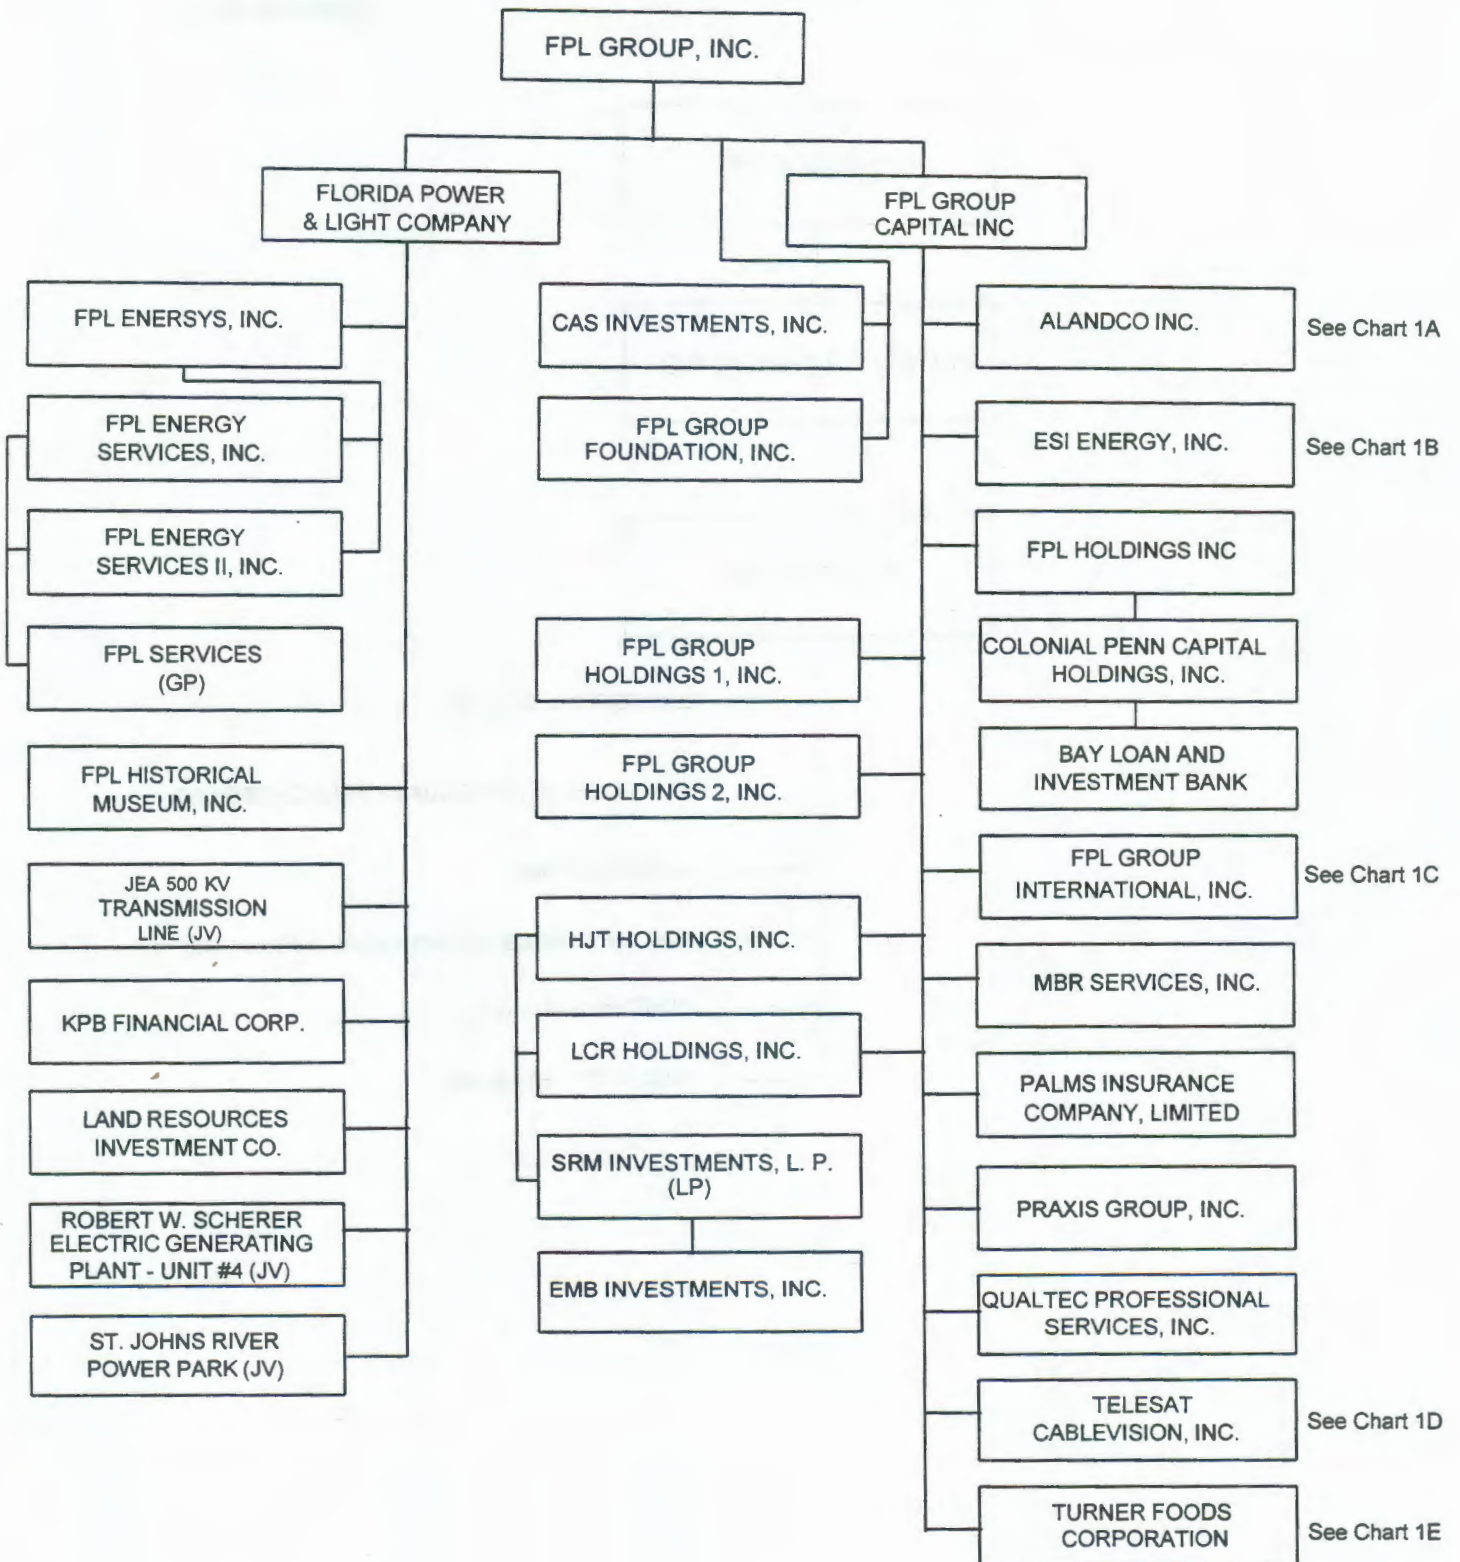 FPL GROUP, INC.
FLORIDA POWER
& LIGHT COMPANY
FPL GROUP
CAPITAL INC
FPL ENERSYS, INC.
FPL ENERGY
SERVICES, INC.
FPL ENERGY
SERVICES II, INC.
FPL SERVICES
(GP)
FPL HISTORICAL
MUSEUM, INC.
JEA 500 KV
TRANSMISSION
LINE (JV)
KPB FINANCIAL CORP.
LAND RESOURCES
INVESTMENT CO.
ROBERT W. SCHERER
ELECTRIC GENERATING
PLANT - UNIT #4 (JV)
ST. JOHNS RIVER
POWER PARK (JV)
CAS INVESTMENTS, INC.
FPL GROUP
FOUNDATION, INC.
FPL GROUP
HOLDINGS 1, INC.
FPL GROUP
HOLDINGS 2, INC.
HJT HOLDINGS, INC.
LCR HOLDINGS, INC.
SRM INVESTMENTS, L. P.
(LP)
EMB INVESTMENTS, INC.
ALANDCO INC.
See Chart 1A
ESI ENERGY, INC.
See Chart 1B
FPL HOLDINGS INC
COLONIAL PENN CAPITAL
HOLDINGS, INC.
BAY LOAN AND
INVESTMENT BANK
FPL GROUP
INTERNATIONAL, INC.
See Chart 1C
MBR SERVICES, INC.
PALMS INSURANCE
COMPANY, LIMITED
PRAXIS GROUP, INC.
QUALTEC PROFESSIONAL
SERVICES, INC.
TELESAT
CABLEVISION, INC.
See Chart 1D
TURNER FOODS
CORPORATION
See Chart 1E